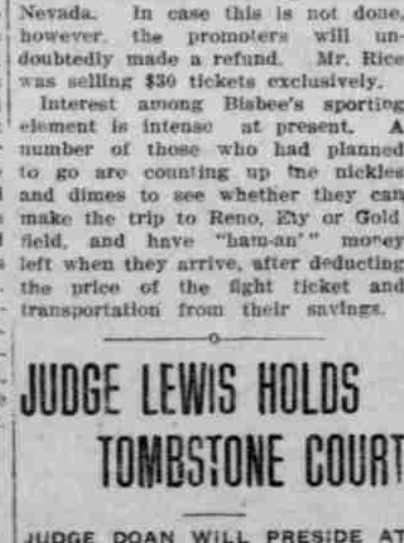 Nevada. In case this is not done,
however, the promoters will un-
doubtedly made a refund. Mr. Rice
was selling $30 tickets exclusively.
Interest among Bisbee's sporting
element is intense at present. A
number of those who had planned
to go are counting up the nickles
and dimes to see whether they can
make the trip to Reno, Ely or Gold
field, and have "ham-an'" money
left when they arrive, after deducting
the price of the fight ticket and
transportation from their savings.
JUDGE LEWIS HOLDS
TOMBSTONE COURT
JUDGE DOAN WILL PRESIDE AT